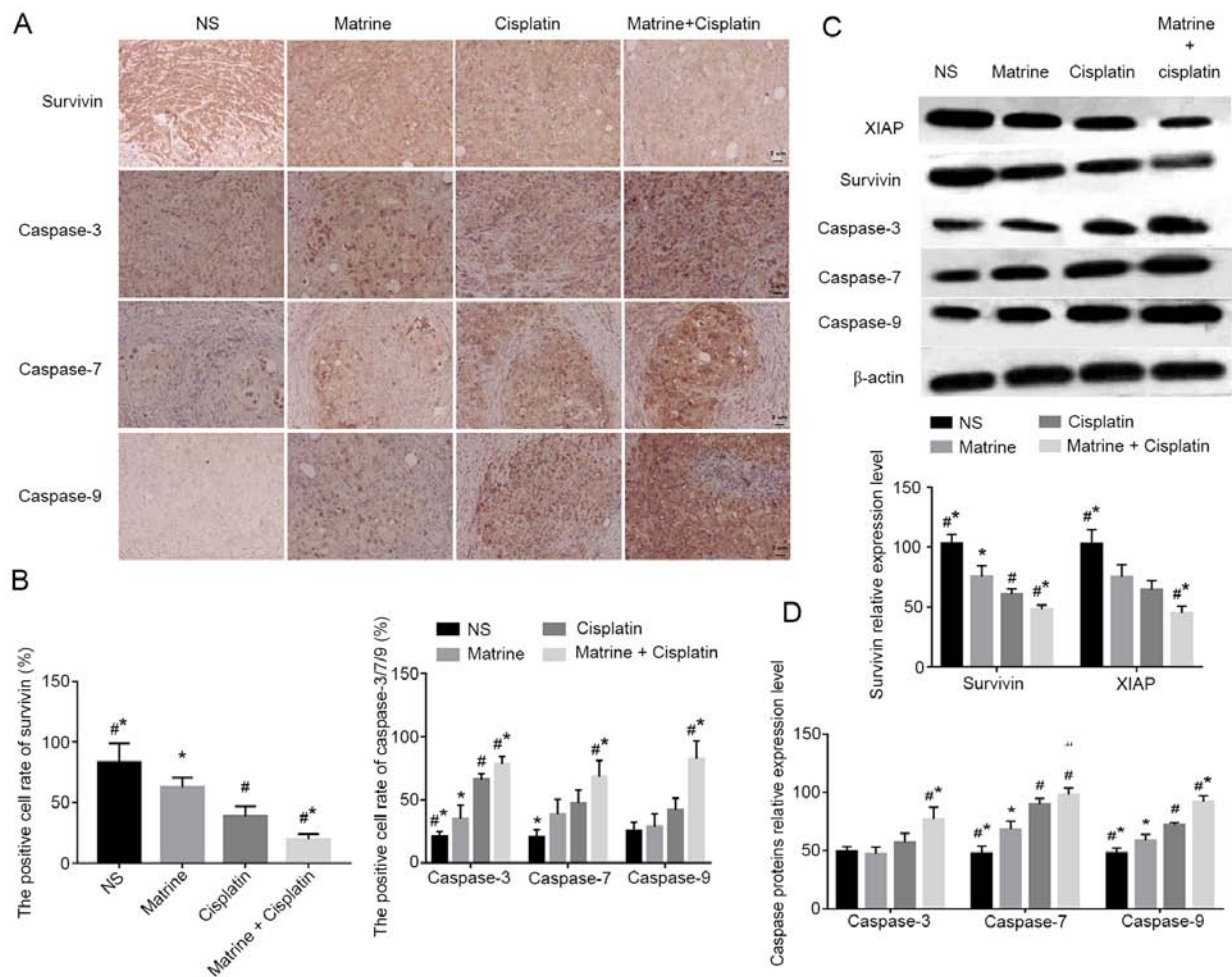 A
NS
Matrine
Cisplatin
Matrine+Cisplatin
Survivin
Caspase-3
Caspase-7
Caspase-9
B
The positive cell rate of survivin (%)
150
100
50
0
#*
*
#
#*
NS
Matrine
Cisplatin
Matrine + Cisplatin
The positive cell rate of caspase-3/7/9 (%)
NS
Cisplatin
Matrine
Matrine + Cisplatin
150
100
50
0
#*
*
#
#*
*
#*
#*
Caspase-3
Caspase-7
Caspase-9
C
Matrine
+
NS
Matrine
Cisplatin
cisplatin
XIAP
Survivin
Caspase-3
Caspase-7
Caspase-9
β-actin
NS
Cisplatin
Matrine
Matrine + Cisplatin
Survivin relative expression level
150
100
50
0
#*
*
#
#*
#*
#*
Survivin
XIAP
D
Caspase proteins relative expression level
150
100
50
0
#*
#*
*
#
#
#*
*
#
#*
Caspase-3
Caspase-7
Caspase-9